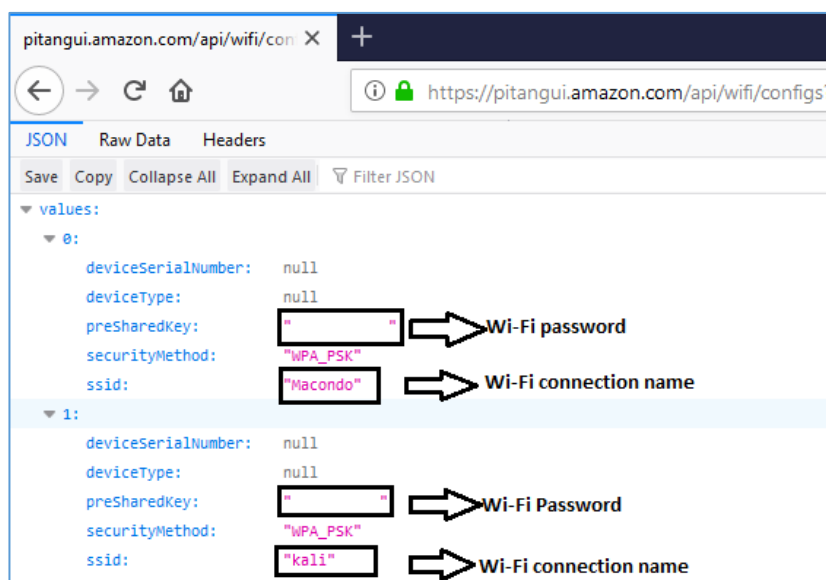 pitangui.amazon.com/api/wifi/con
https://pitangui.amazon.com/api/wifi/configs
JSON Raw Data Headers
Save Copy Collapse All Expand All Filter JSON
values:
0:
deviceSerialNumber: null
deviceType: null
preSharedKey: " " Wi-Fi password
securityMethod: "WPA_PSK"
ssid: "Macondo" Wi-Fi connection name
1:
deviceSerialNumber: null
deviceType: null
preSharedKey: " " Wi-Fi Password
securityMethod: "WPA_PSK"
ssid: "kali" Wi-Fi connection name